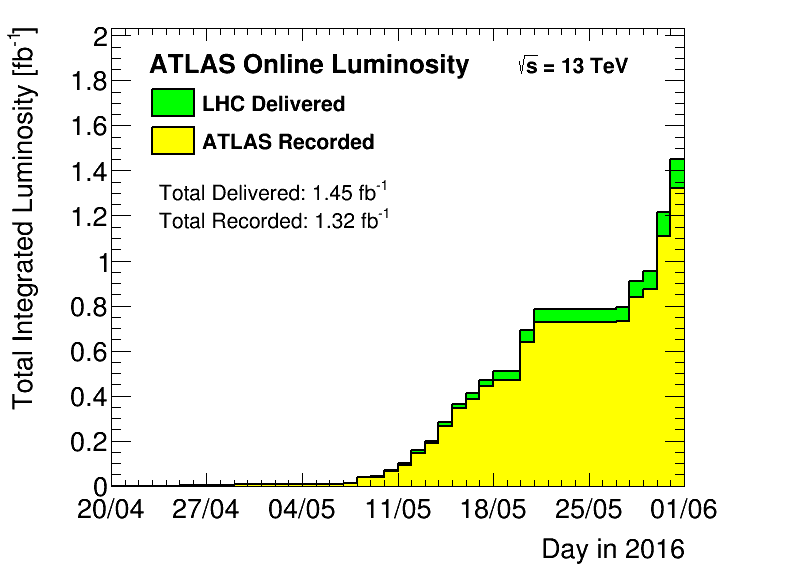 Total Integrated Luminosity [fb⁻¹]
2
1.8
1.6
1.4
1.2
1
0.8
0.6
0.4
0.2
0
ATLAS Online Luminosity √s = 13 TeV
LHC Delivered
ATLAS Recorded
Total Delivered: 1.45 fb⁻¹
Total Recorded: 1.32 fb⁻¹
20/04 27/04 04/05 11/05 18/05 25/05 01/06
Day in 2016